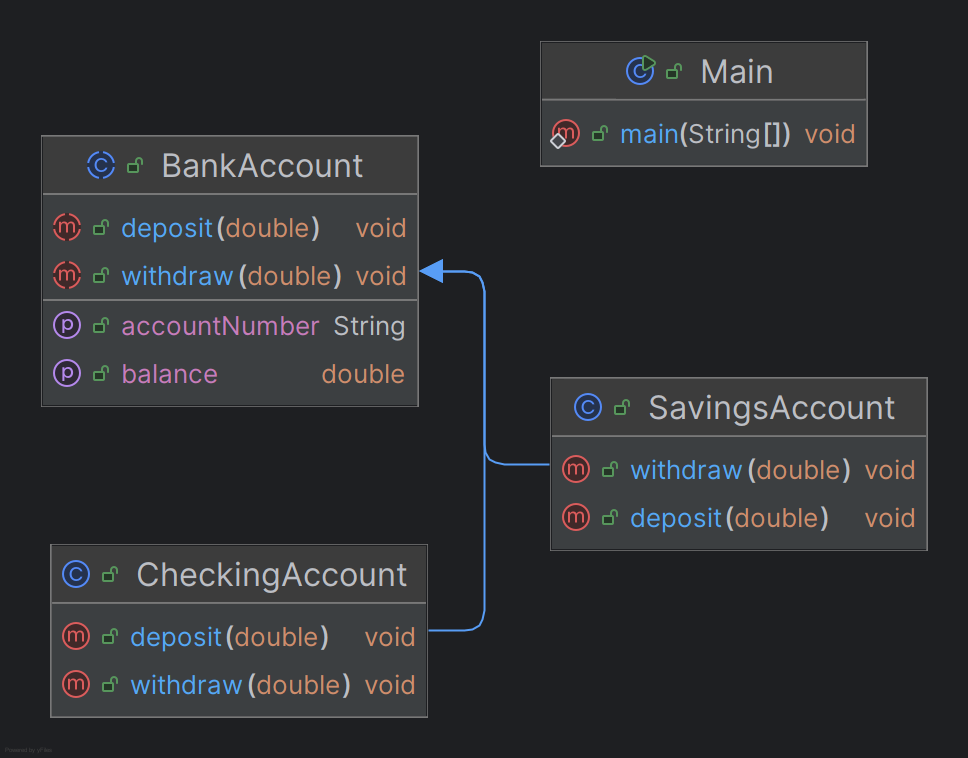 Main
main(String[]) void
BankAccount
deposit(double) void
withdraw(double) void
accountNumber String
balance double
SavingsAccount
withdraw(double) void
deposit(double) void
CheckingAccount
deposit(double) void
withdraw(double) void
Powered by yFiles